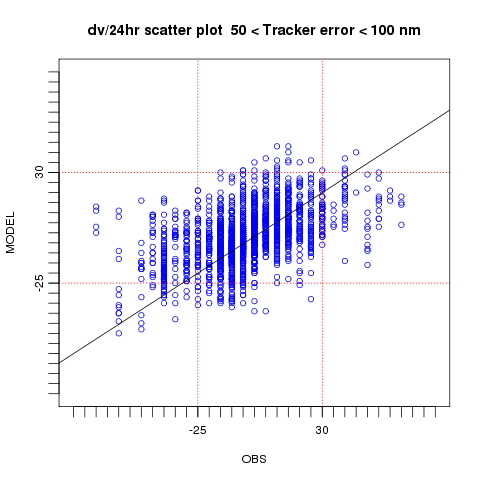 dv/24hr scatter plot  50 < Tracker error < 100 nm
MODEL
30
-25
-25
30
OBS